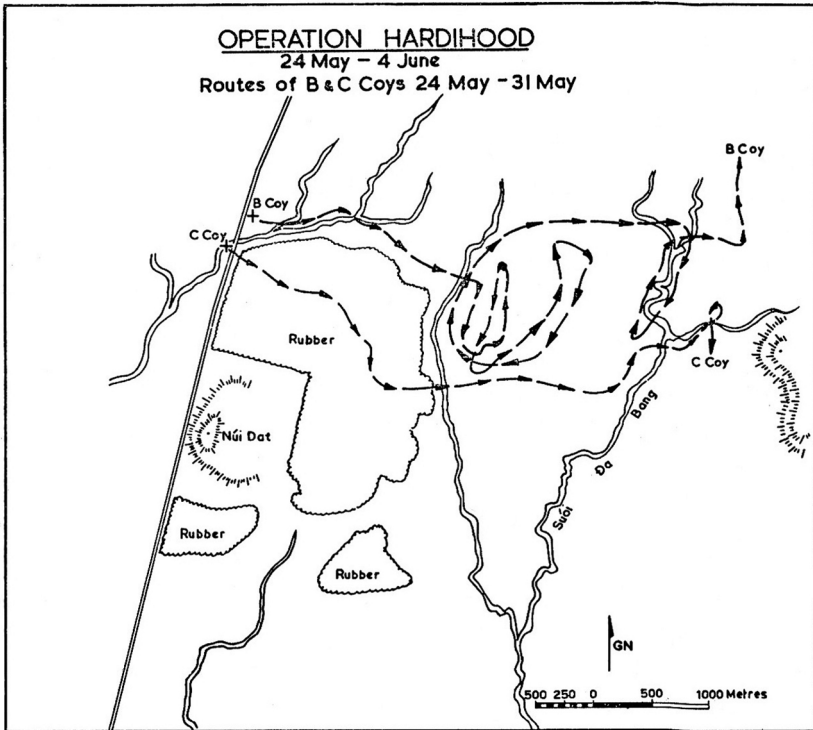 OPERATION HARDIHOOD
24 May - 4 June
Routes of B & C Coys 24 May - 31 May
B Coy
B Coy
C Coy
Rubber
C Coy
Núi Dat
Bang
Đa
Suối
Rubber
Rubber
GN
500 250 0 500 1000 Metres